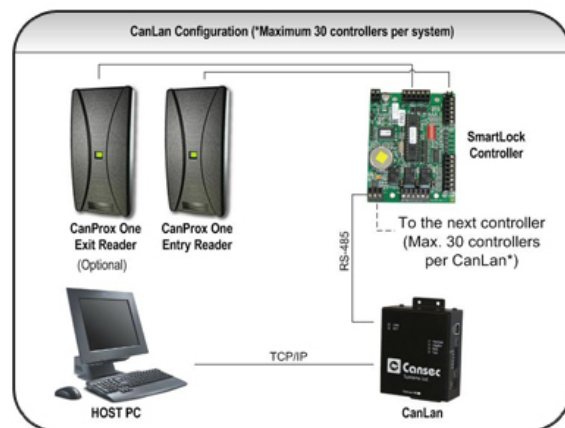 CanLan Configuration (*Maximum 30 controllers per system)
SmartLock
Controller
CanProx One
Exit Reader
(Optional)
CanProx One
Entry Reader
To the next controller
(Max. 30 controllers
per CanLan*)
RS-485
TCP/IP
Cansec
HOST PC
CanLan